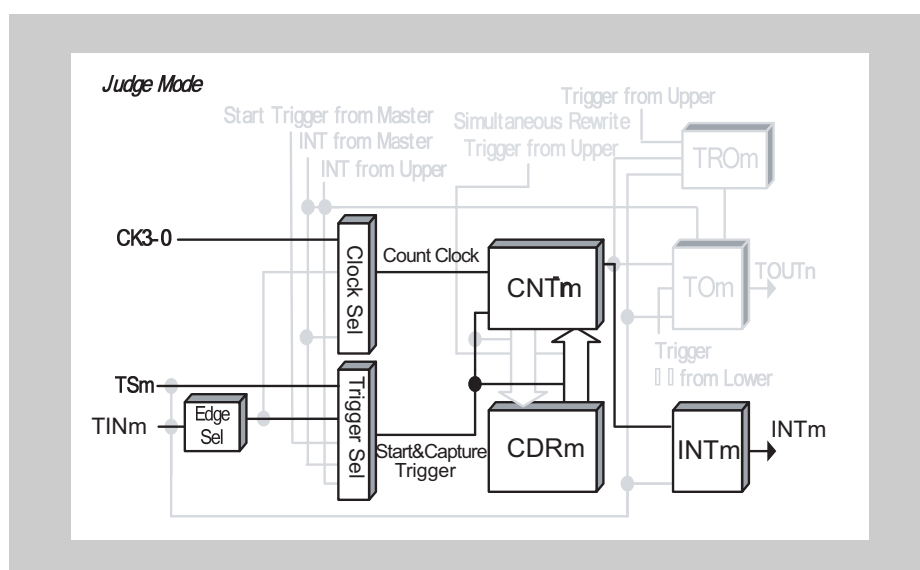 Judge Mode
Trigger from Upper
Start Trigger from Master
Simultaneous Rewrite
INT from Master
Trigger from Upper
INT from Upper
TROm
CK3-0
Clock Sel
Count Clock
CNTm
TOm
TOUTn
Trigger
from Lower
TSm
TINm
Edge
Sel
Trigger Sel
Start&Capture
Trigger
CDRm
INTm
INTm